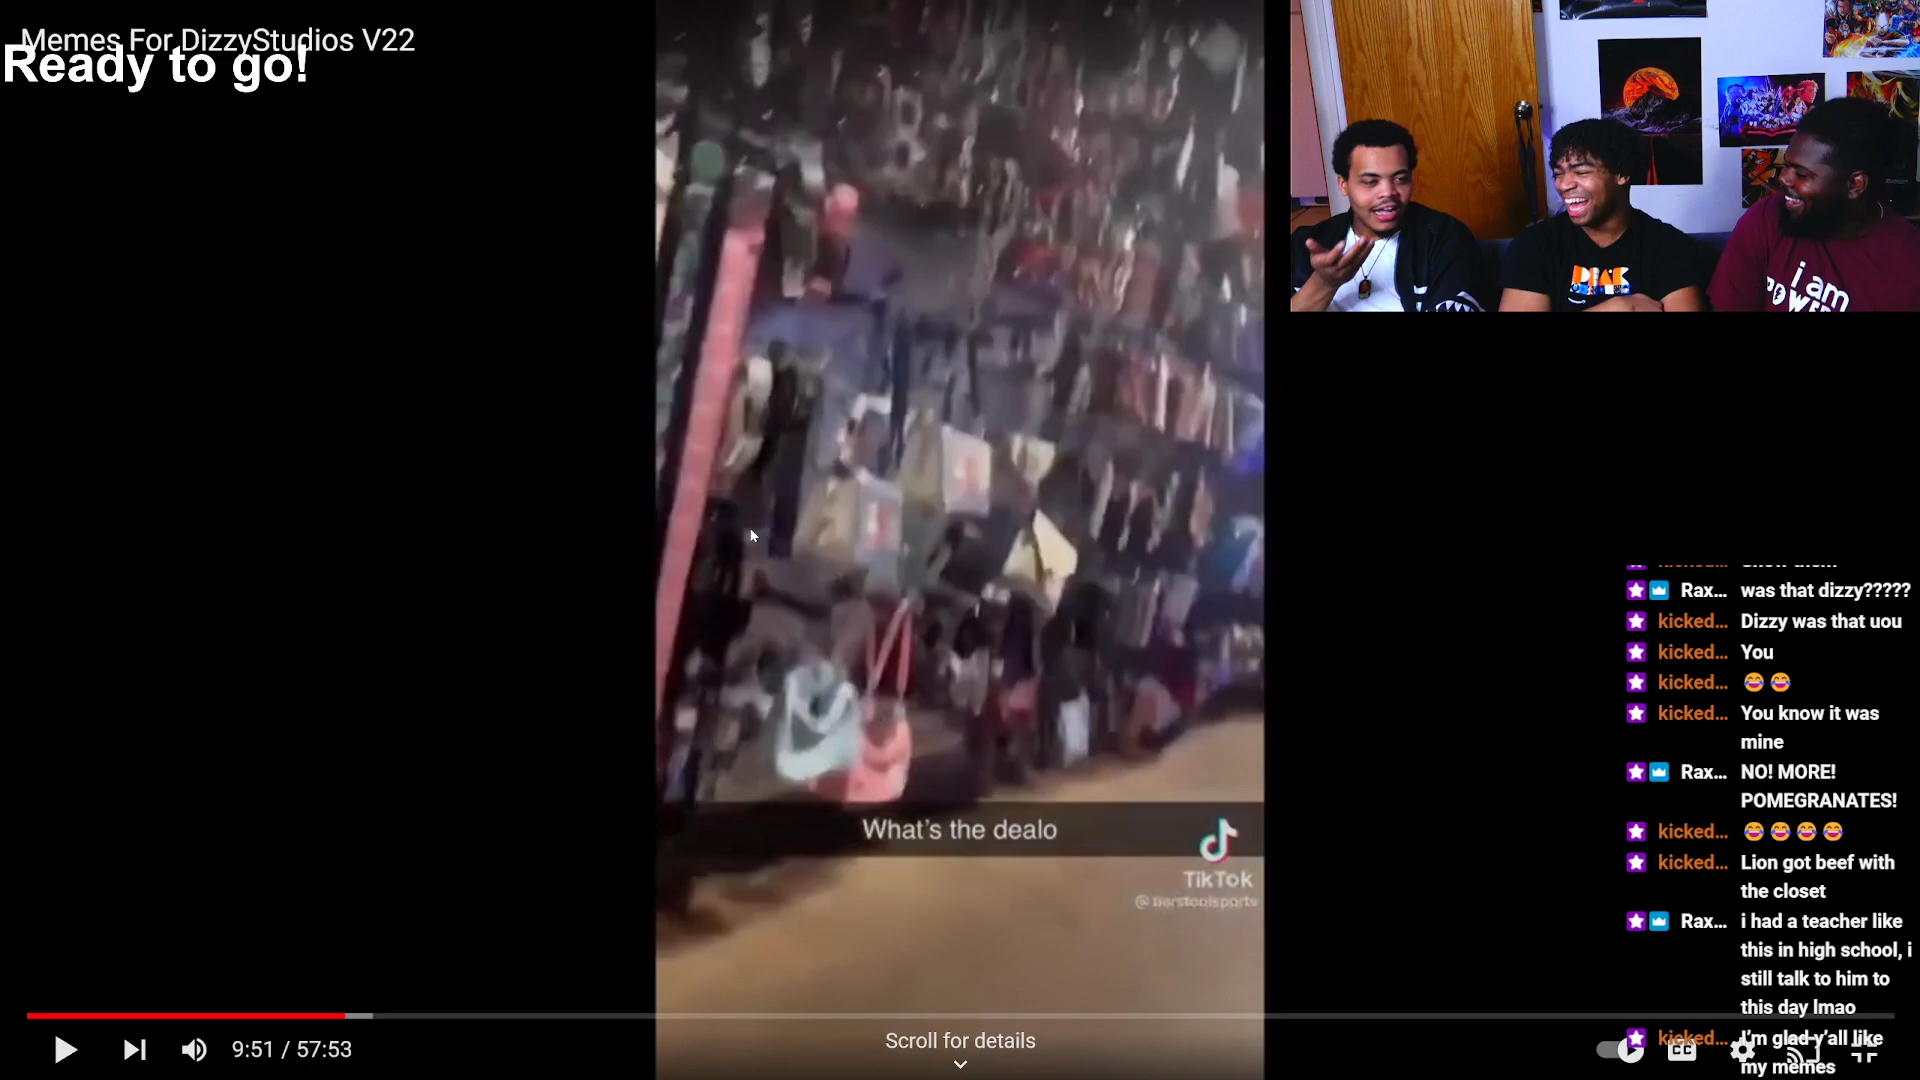 Memes For DizzyStudios V22
Ready to go!
i am
What's the dealo
TikTok
@barstoolsports
Rax... was that dizzy?????
kicked... Dizzy was that uou
kicked... You
kicked... 😂 😂
kicked... You know it was
mine
Rax... NO! MORE!
POMEGRANATES!
kicked... 😂 😂 😂 😂
kicked... Lion got beef with
the closet
Rax... i had a teacher like
this in high school, i
still talk to him to
this day lmao
kicked... I'm glad y'all like
my memes
9:51 / 57:53
Scroll for details
CC